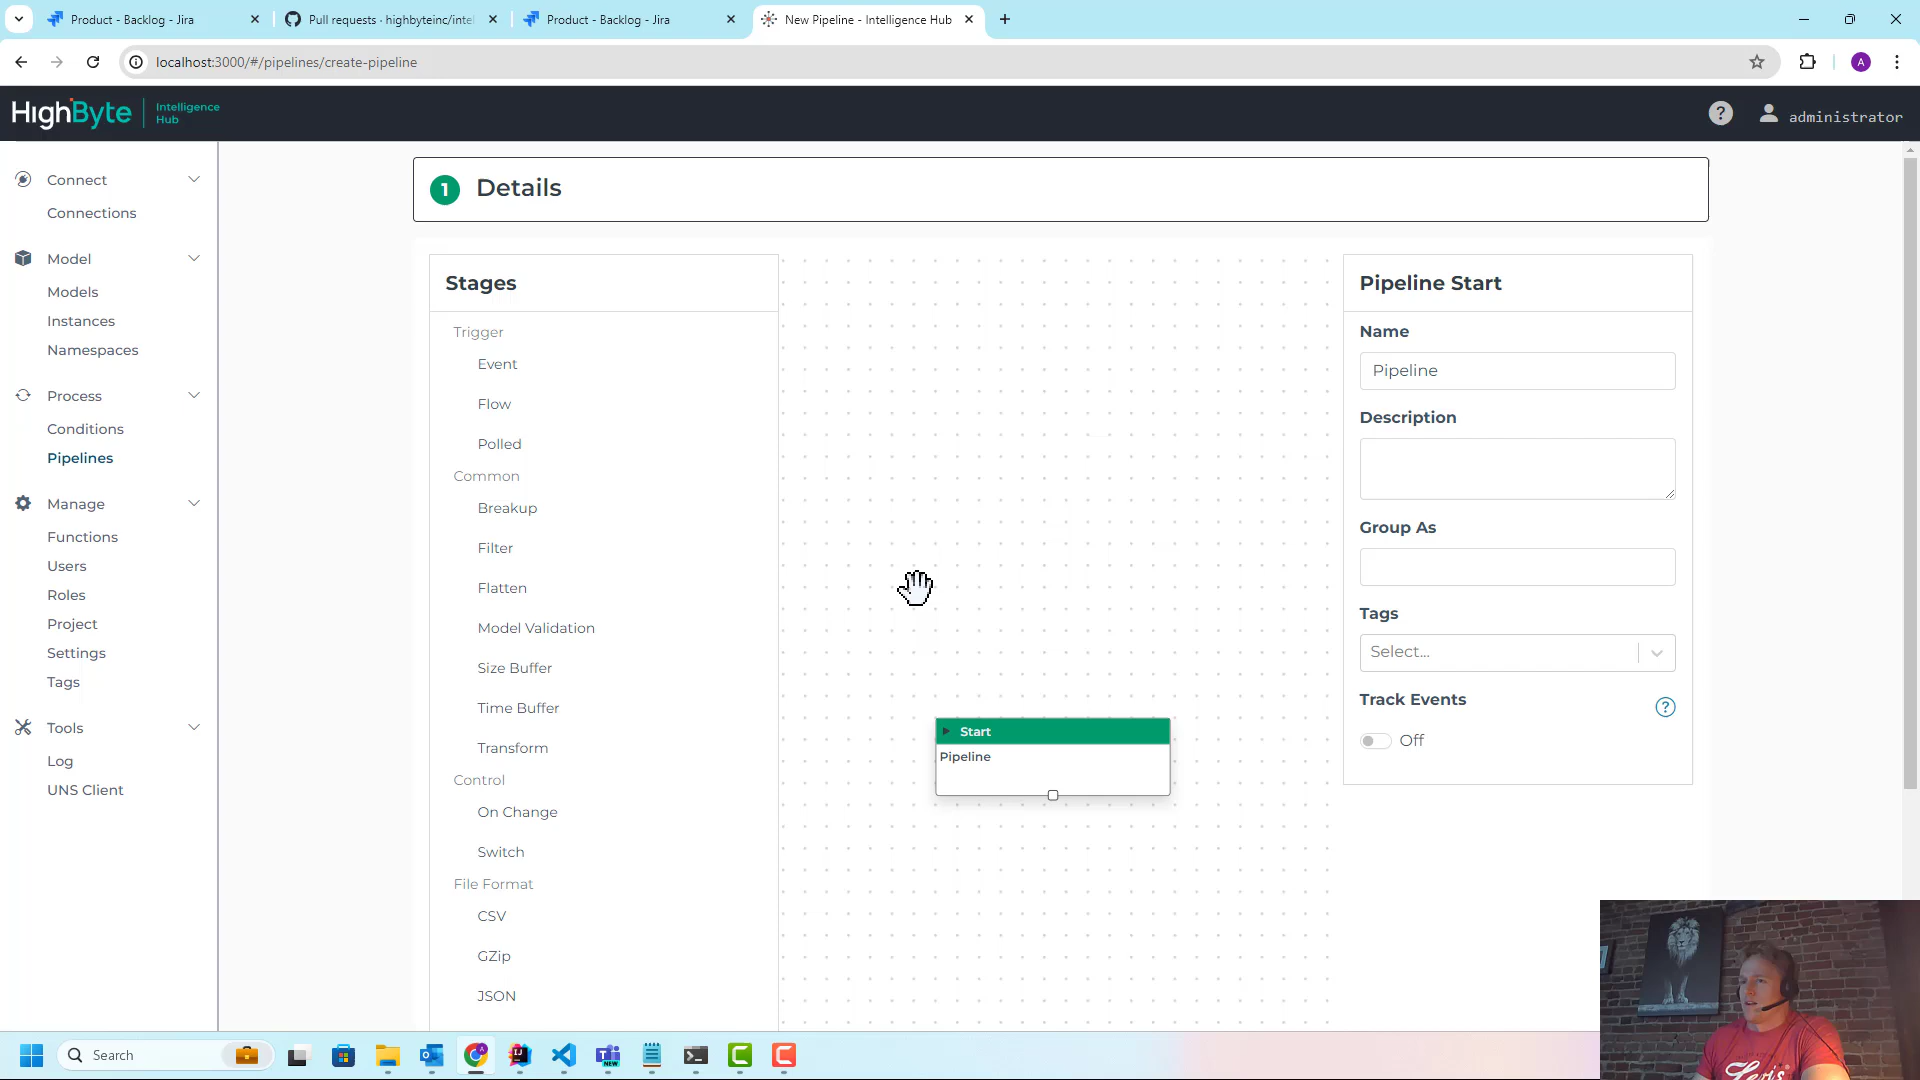 Product - Backlog - Jira
Pull requests · highbyteinc/intel
Product - Backlog - Jira
New Pipeline - Intelligence Hub
localhost:3000/#/pipelines/create-pipeline
A
HighByte
Intelligence
Hub
?
administrator
Connect
Connections
Model
Models
Instances
Namespaces
Process
Conditions
Pipelines
Manage
Functions
Users
Roles
Project
Settings
Tags
Tools
Log
UNS Client
1 Details
Stages
Trigger
Event
Flow
Polled
Common
Breakup
Filter
Flatten
Model Validation
Size Buffer
Time Buffer
Transform
Control
On Change
Switch
File Format
CSV
GZip
JSON
Start
Pipeline
Pipeline Start
Name
Pipeline
Description
Group As
Tags
Select...
Track Events
?
Off
Search
NEW
Levi's